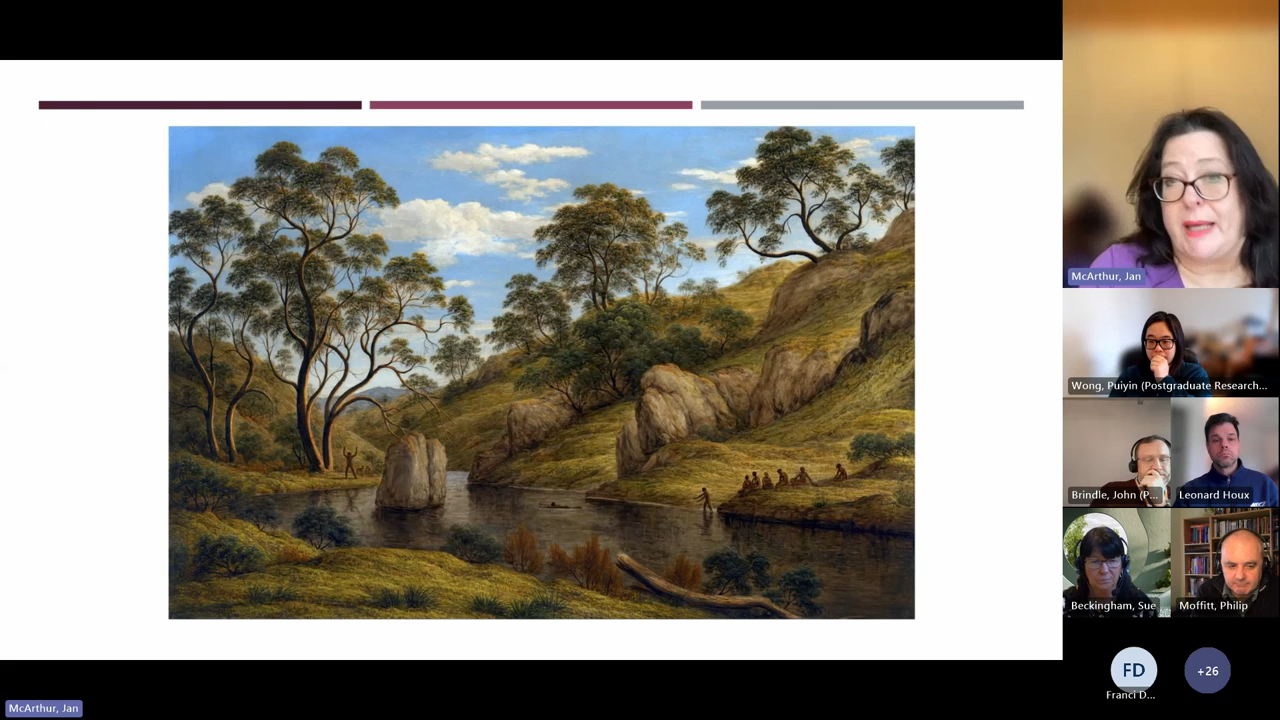 McArthur, Jan
Wong, Puiyin (Postgraduate Research...
Brindle, John (P...
Leonard Houx
Beckingham, Sue
Moffitt, Philip
FD
+26
Franci D...
McArthur, Jan